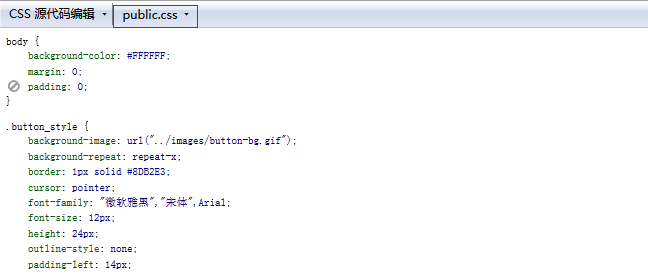 CSS 源代码编辑 public.css
body {
background-color: #FFFFFF;
margin: 0;
padding: 0;
}
.button_style {
background-image: url("../images/button-bg.gif");
background-repeat: repeat-x;
border: 1px solid #8DB2E3;
cursor: pointer;
font-family: "微软雅黑","宋体",Arial;
font-size: 12px;
height: 24px;
outline-style: none;
padding-left: 14px;